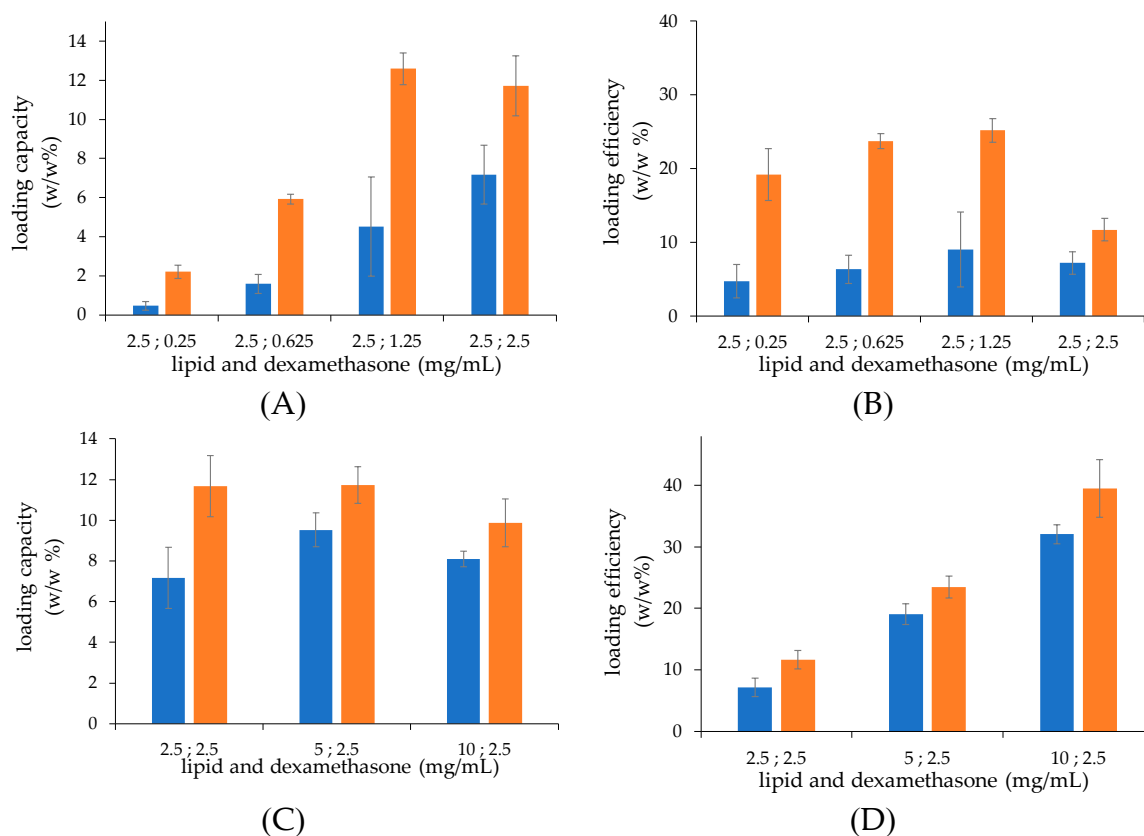 loading capacity
(w/w%)
14
12
10
8
6
4
2
0
2.5 ; 0.25 2.5 ; 0.625 2.5 ; 1.25 2.5 ; 2.5
lipid and dexamethasone (mg/mL)
(A)
loading efficiency
(w/w %)
40
30
20
10
0
2.5 ; 0.25 2.5 ; 0.625 2.5 ; 1.25 2.5 ; 2.5
lipid and dexamethasone (mg/mL)
(B)
loading capacity
(w/w %)
14
12
10
8
6
4
2
0
2.5 ; 2.5 5 ; 2.5 10 ; 2.5
lipid and dexamethasone (mg/mL)
(C)
loading efficiency
(w/w%)
40
30
20
10
0
2.5 ; 2.5 5 ; 2.5 10 ; 2.5
lipid and dexamethasone (mg/mL)
(D)